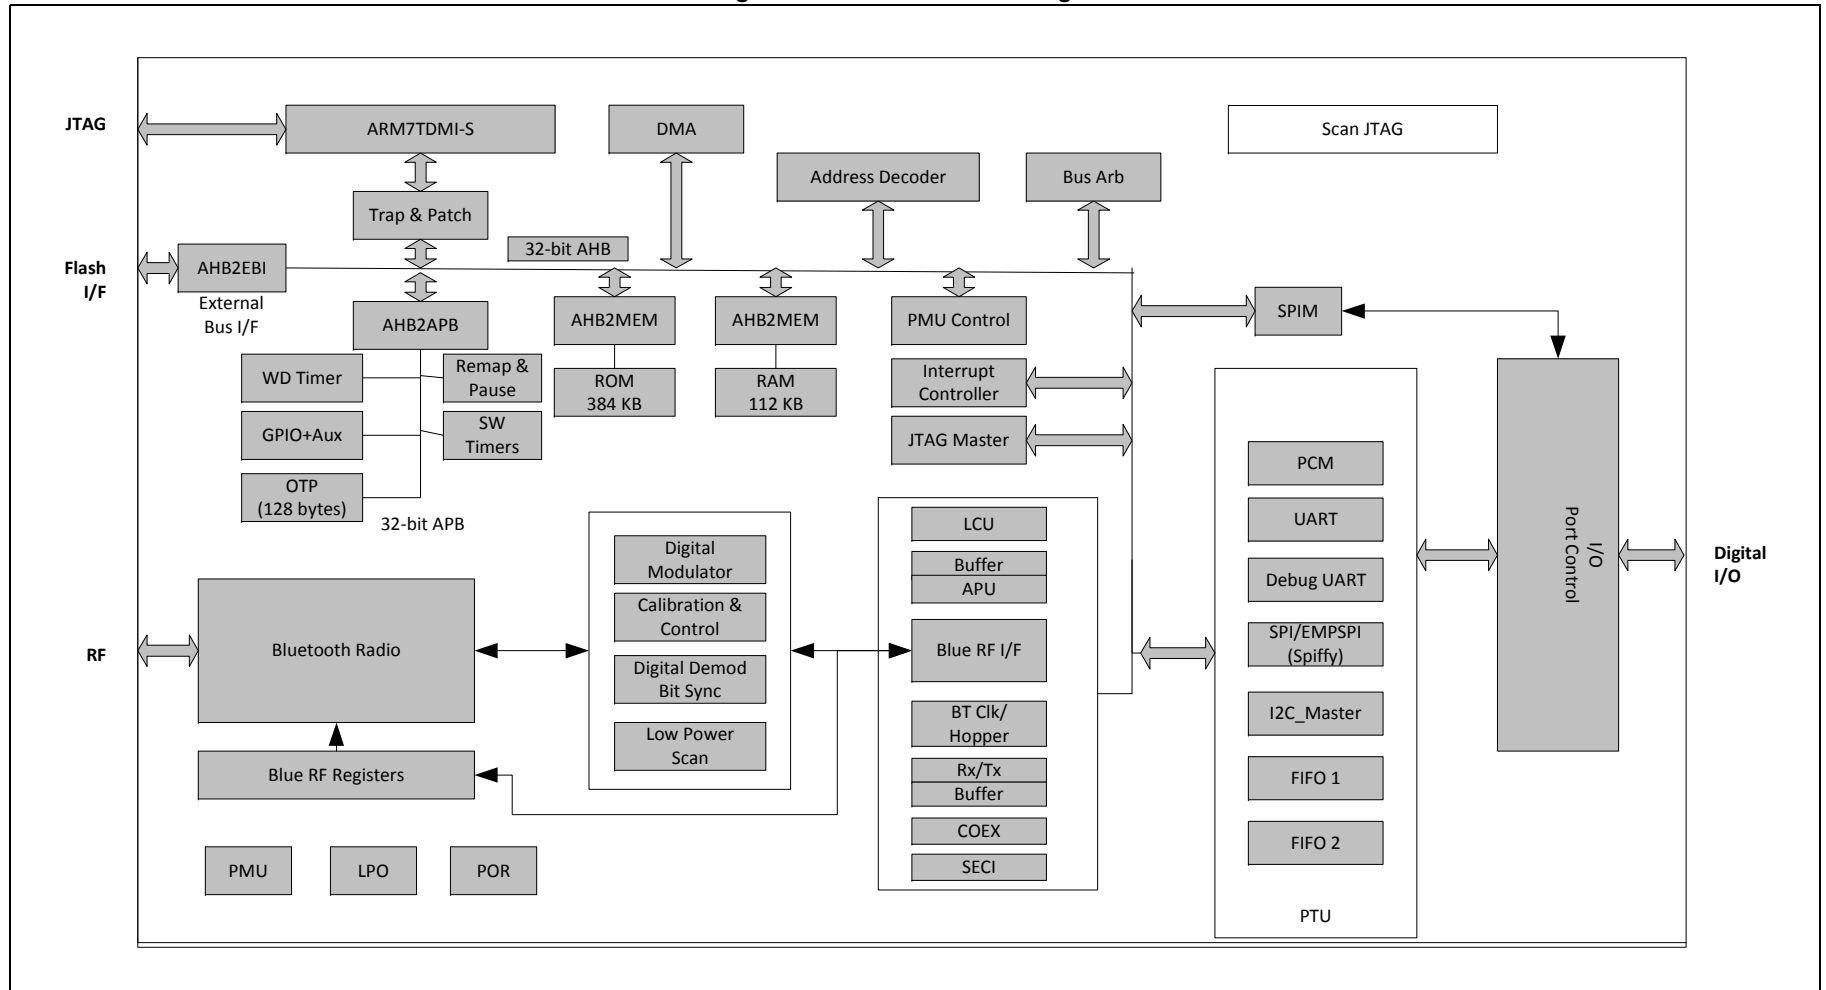 JTAG
ARM7TDMI-S
DMA
Scan JTAG
Address Decoder
Bus Arb
Trap & Patch
32-bit AHB
Flash
I/F
AHB2EBI
External
Bus I/F
AHB2APB
AHB2MEM
AHB2MEM
PMU Control
SPIM
WD Timer
Remap &
Pause
ROM
384 KB
RAM
112 KB
Interrupt
Controller
GPIO+Aux
SW
Timers
JTAG Master
OTP
(128 bytes)
32-bit APB
PCM
UART
Debug UART
SPI/EMPSPI
(Spiffy)
I2C_Master
FIFO 1
FIFO 2
PTU
I/O
Port Control
Digital
I/O
LCU
Buffer
APU
Blue RF I/F
BT Clk/
Hopper
Rx/Tx
Buffer
COEX
SECI
Digital
Modulator
Calibration &
Control
Digital Demod
Bit Sync
Low Power
Scan
RF
Bluetooth Radio
Blue RF Registers
PMU
LPO
POR